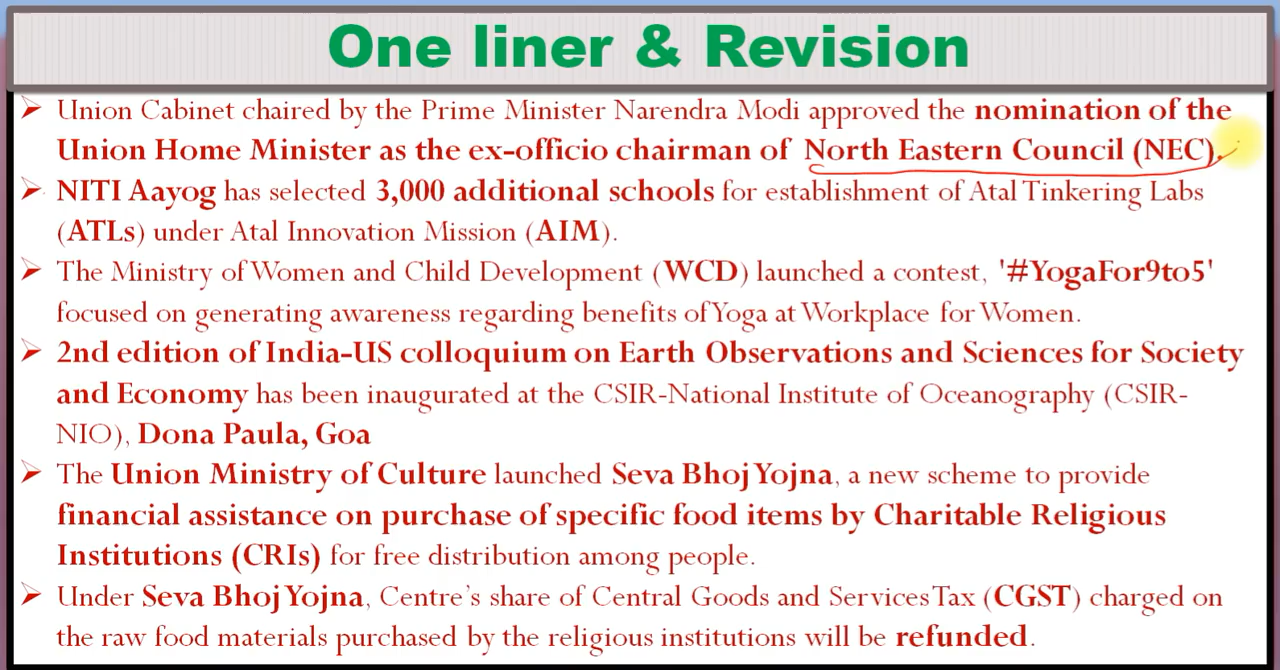 One liner & Revision
Union Cabinet chaired by the Prime Minister Narendra Modi approved the nomination of the
Union Home Minister as the ex-officio chairman of North Eastern Council (NEC).
NITI Aayog has selected 3,000 additional schools for establishment of Atal Tinkering Labs
(ATLs) under Atal Innovation Mission (AIM).
The Ministry of Women and Child Development (WCD) launched a contest, '#YogaFor9to5'
focused on generating awareness regarding benefits of Yoga at Workplace for Women.
2nd edition of India-US colloquium on Earth Observations and Sciences for Society
and Economy has been inaugurated at the CSIR-National Institute of Oceanography (CSIR-
NIO), Dona Paula, Goa
The Union Ministry of Culture launched Seva Bhoj Yojna, a new scheme to provide
financial assistance on purchase of specific food items by Charitable Religious
Institutions (CRIs) for free distribution among people.
Under Seva Bhoj Yojna, Centre's share of Central Goods and Services Tax (CGST) charged on
the raw food materials purchased by the religious institutions will be refunded.